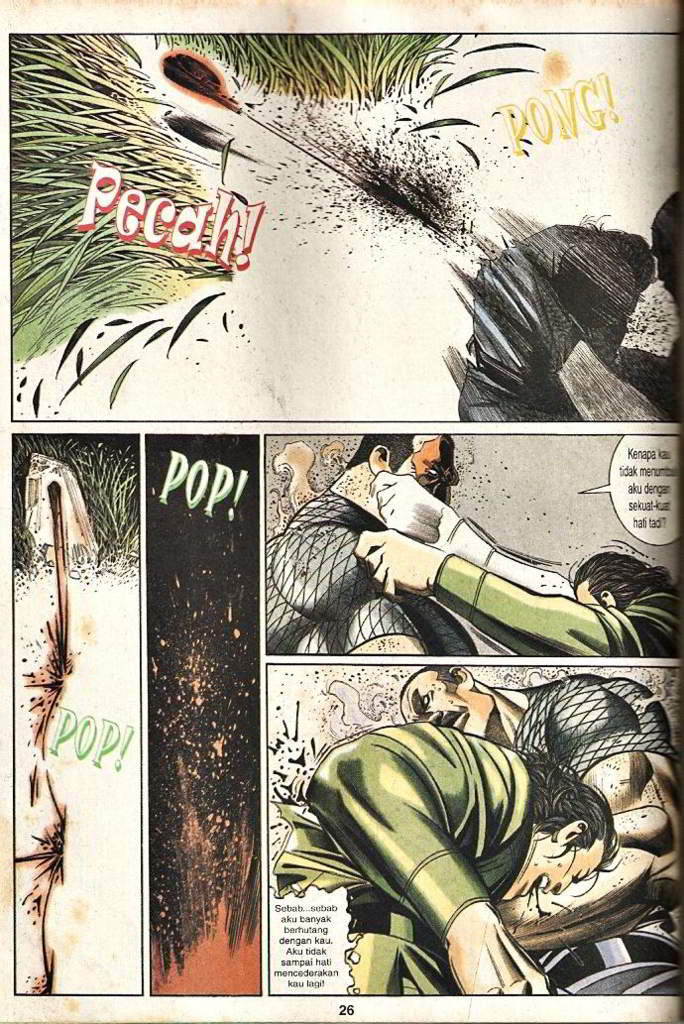 PONG!
Pecah!
POP!
POP!
Kenapa kau
tidak menumbuk
aku dengan
sekuat-kuat
hati tadi?
Sebab...sebab
aku banyak
berhutang
dengan kau.
Aku tidak
sampai hati
mencederakan
kau lagi!
26